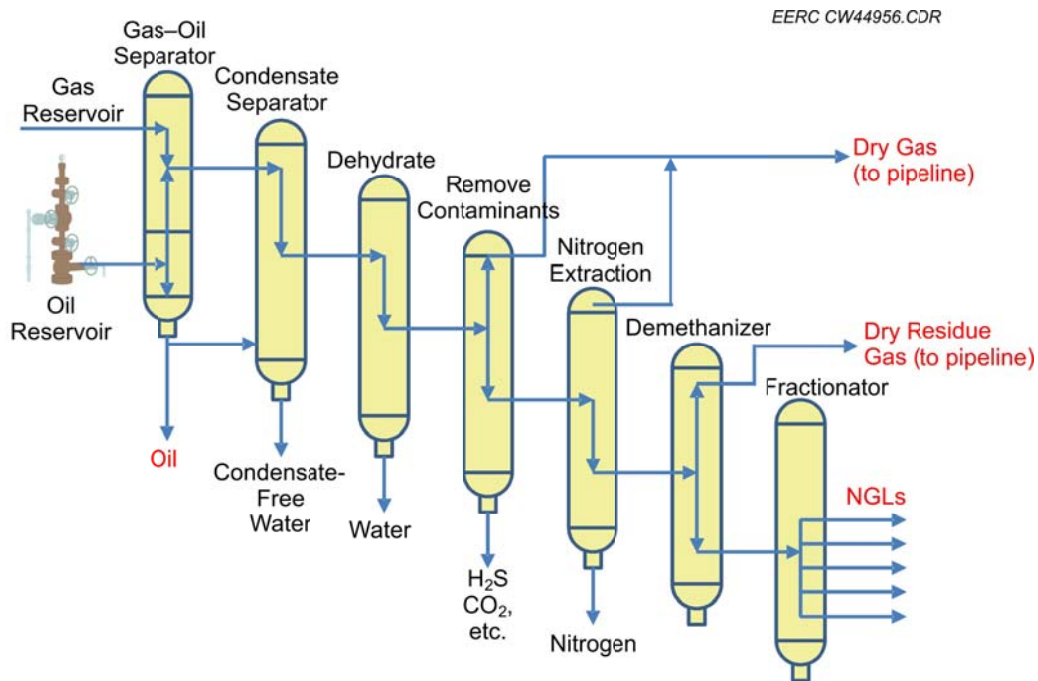 EERC CW44956.CDR
Gas–Oil
Separator
Gas
Reservoir
Condensate
Separator
Dehydrate
Remove
Contaminants
Dry Gas
(to pipeline)
Nitrogen
Extraction
Oil
Reservoir
Demethanizer
Dry Residue
Gas (to pipeline)
Fractionator
Oil
Condensate-
Free
Water
Water
NGLs
H₂S
CO₂,
etc.
Nitrogen